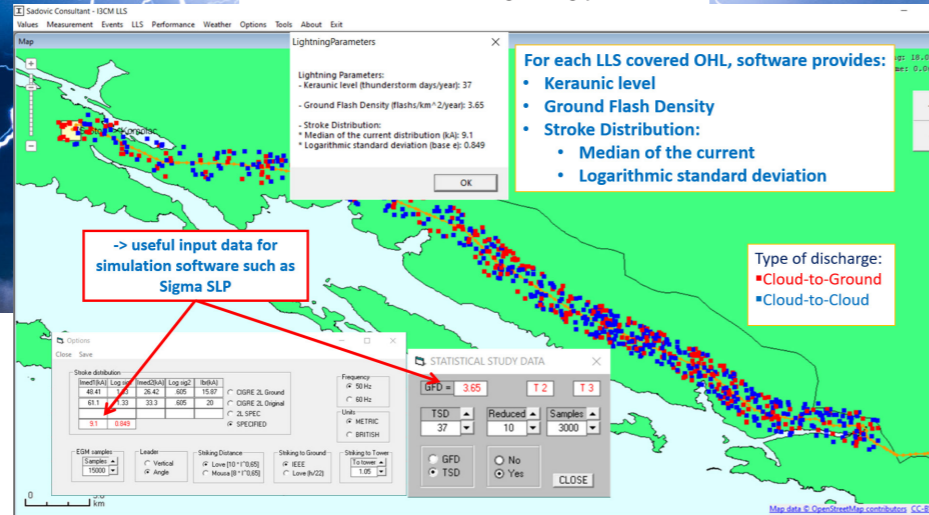 Sadovic Consultant - I3CM LLS
Values Measurement Events LLS Performance Weather Options Tools About Exit
Map
LightningParameters
Lightning Parameters:
- Keraunic level (thunderstorm days/year): 37
- Ground Flash Density (flashs/km^2/year): 3.65
- Stroke Distribution:
* Median of the current distribution (kA): 9.1
* Logarithmic standard deviation (base e): 0.849
OK
For each LLS covered OHL, software provides:
• Keraunic level
• Ground Flash Density
• Stroke Distribution:
• Median of the current
• Logarithmic standard deviation
-> useful input data for
simulation software such as
Sigma SLP
Type of discharge:
Cloud-to-Ground
Cloud-to-Cloud
Options
Close Save
Stroke distribution
Imed1(kA) Log sig1 Imed2(kA) Log sig2 Ibr(kA)
48.41 26.42 .605 15.87 CIGRE 2L Ground
61.1 1.33 33.3 .605 20 CIGRE 2L Original
2L SPEC
9.1 0.849 SPECIFIED
Frequency
50 Hz
60 Hz
Units
METRIC
BRITISH
EGM samples
Samples
15000
Leader
Vertical
Angle
Striking Distance
Love [10 * I^0,65]
Mousa [8 * I^0,65]
Striking to Ground
IEEE
Love (h/22)
Striking to Tower
To tower
1.05
STATISTICAL STUDY DATA
GFD = 3.65 T 2 T 3
TSD Reduced Samples
37 10 3000
GFD No
TSD Yes
CLOSE
0
km
Map data © OpenStreetMap contributors